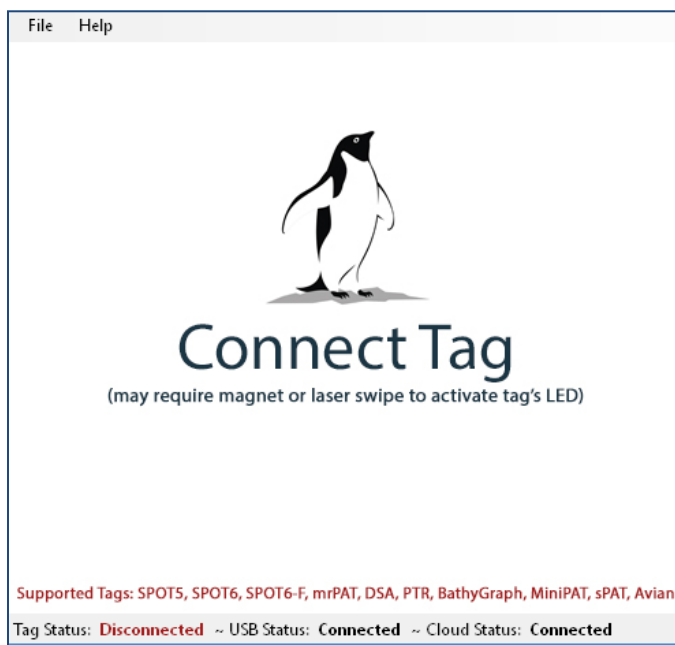 File Help
Connect Tag
(may require magnet or laser swipe to activate tag's LED)
Supported Tags: SPOT5, SPOT6, SPOT6-F, mrPAT, DSA, PTR, BathyGraph, MiniPAT, sPAT, Avian
Tag Status: Disconnected ~ USB Status: Connected ~ Cloud Status: Connected